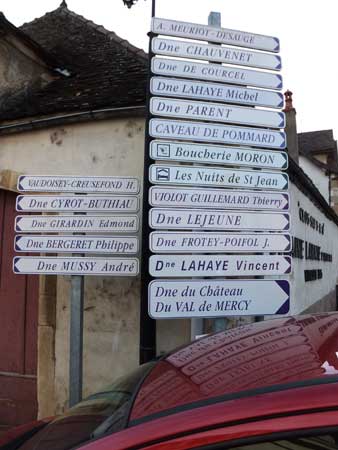 A. MEURIOT-DESAUGE
Dne CHAUVENET
Dne DE COURCEL
Dne LAHAYE Michel
Dne PARENT
CAVEAU DE POMMARD
Boucherie MORON
Les Nuits de St Jean
VIOLOT GUILLEMARD Thierry
Dne LEJEUNE
Dne FROTEY-POIFOL J.
Dne LAHAYE Vincent
Dne du Château
Du VAL de MERCY
VAUDOISEY-CREUSEFOND H.
Dne CYROT-BUTHIAU
Dne GIRARDIN Edmond
Dne BERGERET Philippe
Dne MUSSY André
LAHAYE